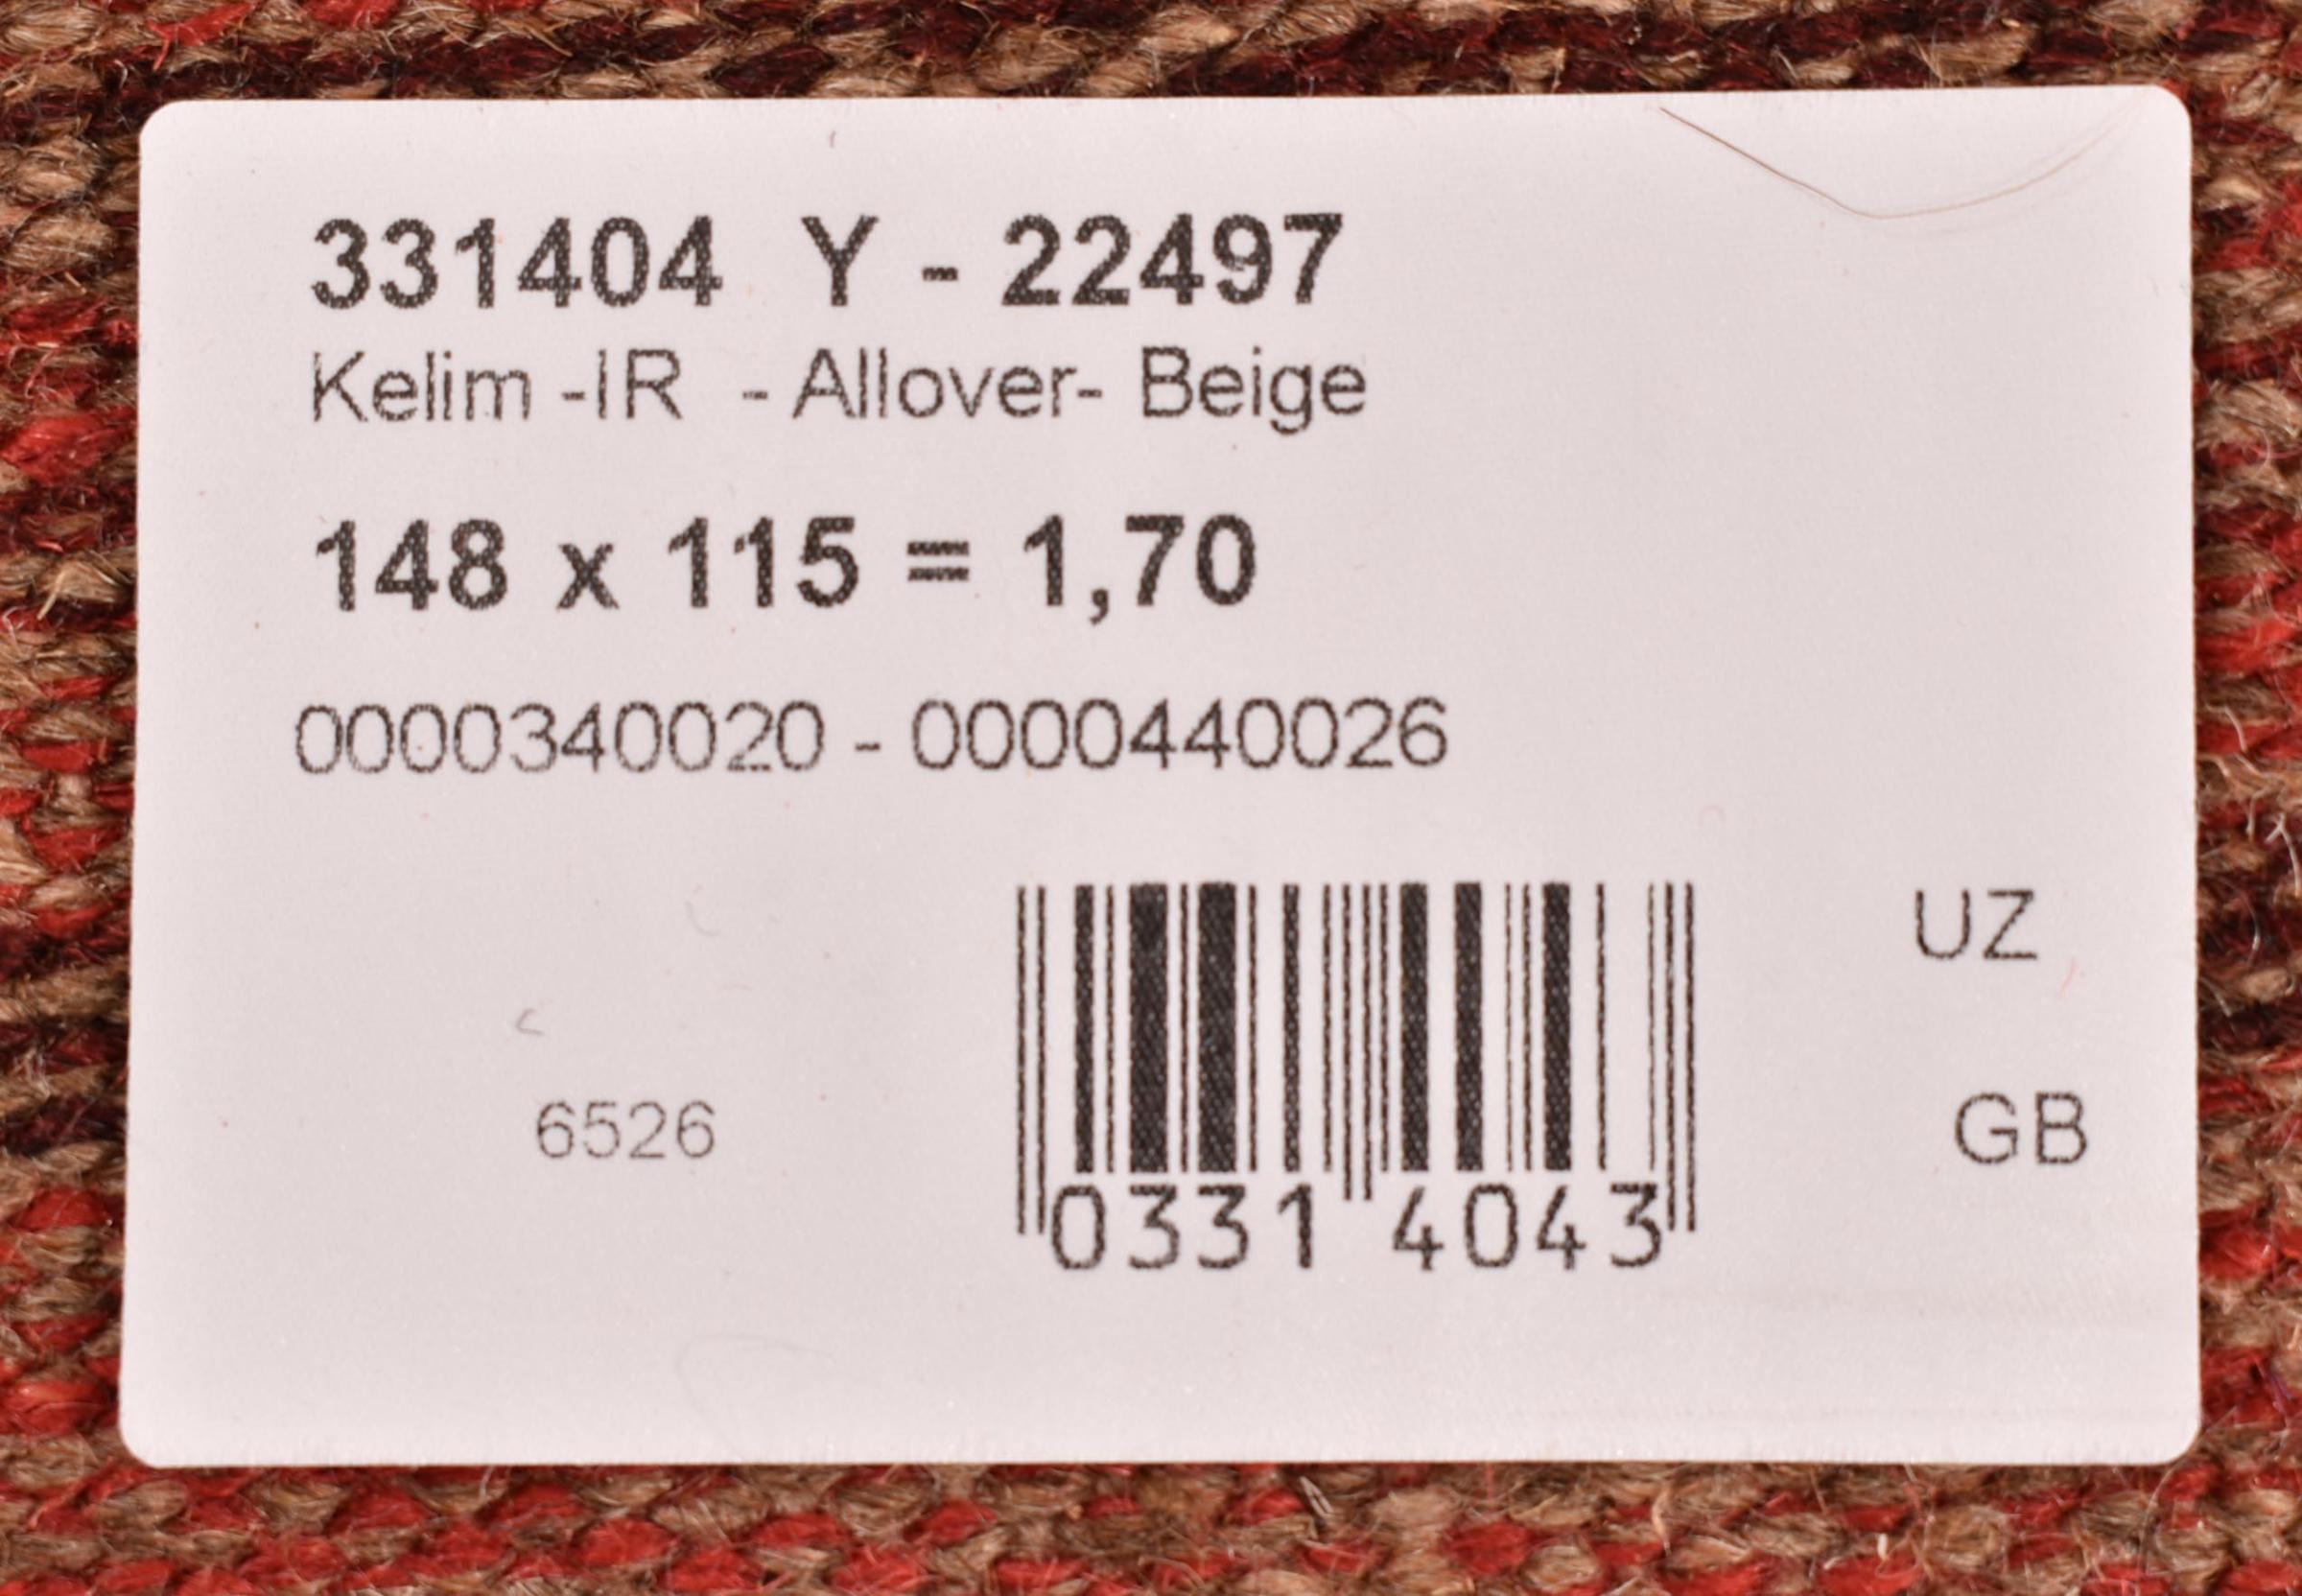 331404 Y - 22497
Kelim -IR - Allover- Beige
148 x 115 = 1,70
0000340020 - 0000440026
UZ
6526
GB
0331 4043